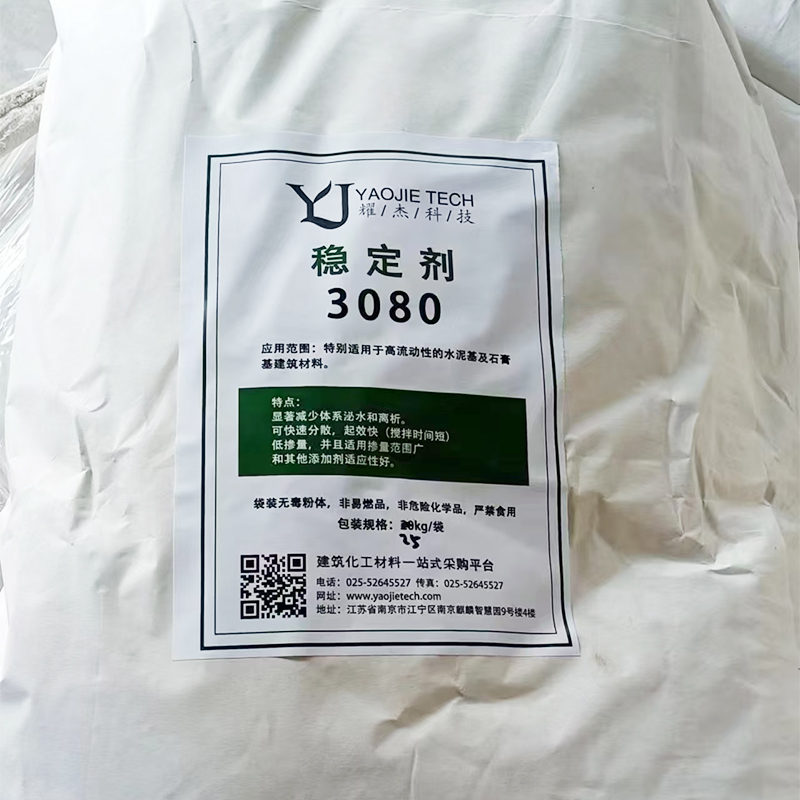 YJ YAOJIE TECH
耀/杰/科/技
稳定剂
3080
应用范围：特别适用于高流动性的水泥基及石膏
基建筑材料。
特点：
显著减少体系泌水和离析。
可快速分散，起效快（搅拌时间短）
低掺量，并且适用掺量范围广
和其他添加剂适应性好。
袋装无毒粉体，非易燃品，非危险化学品，严禁食用
包装规格：kg/袋
25
建筑化工材料一站式采购平台
电话：025-52645527 传真：025-52645527
网址：www.yaojietech.com
地址：江苏省南京市江宁区南京麒麟智慧园9号楼4楼